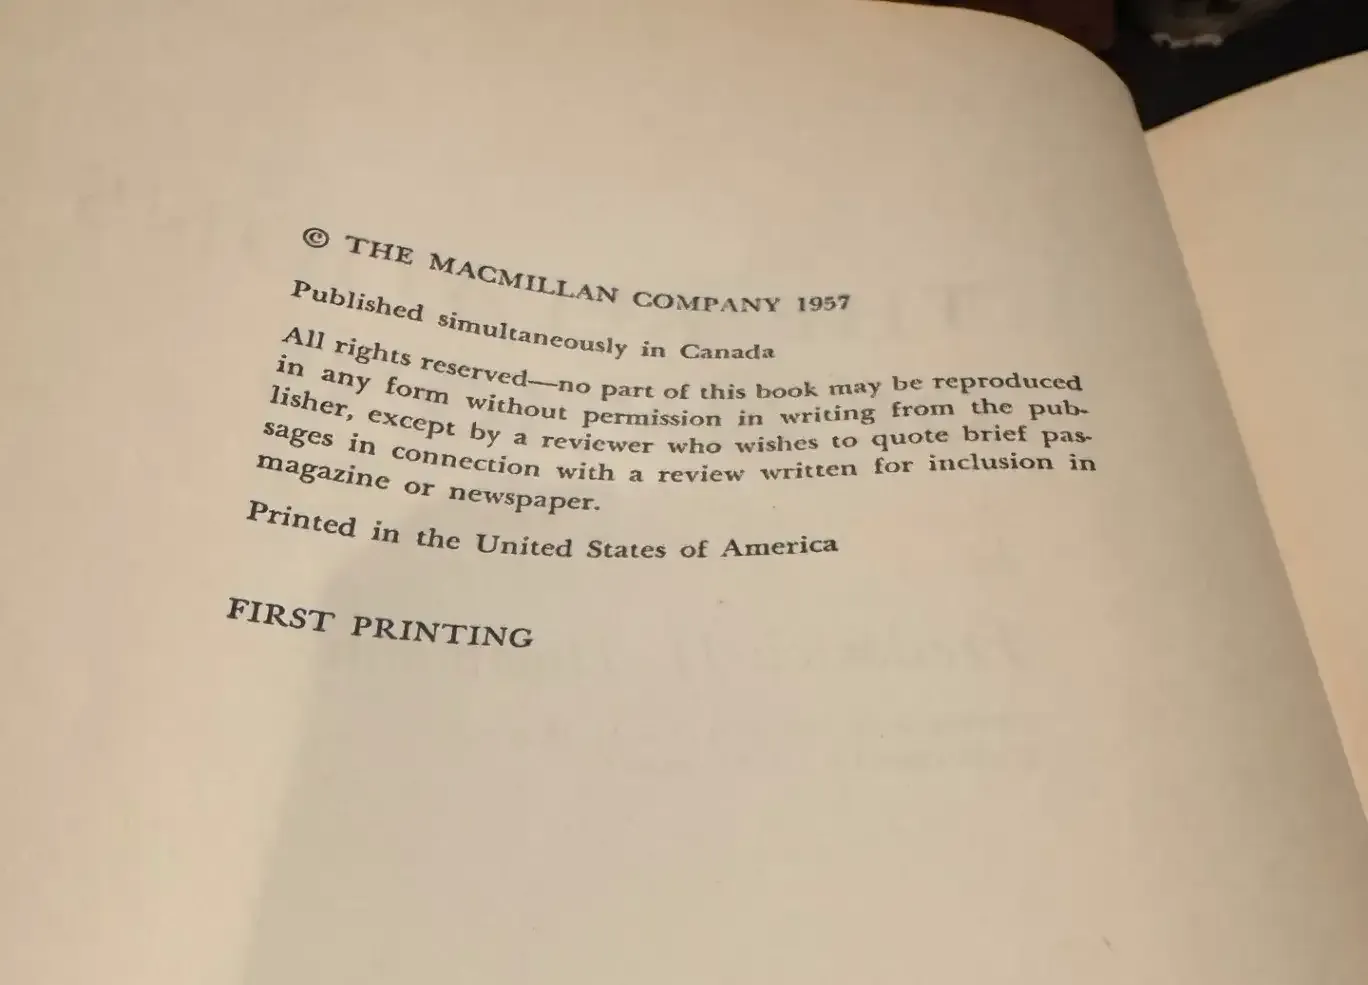 © THE MACMILLAN COMPANY 1957
Published simultaneously in Canada
All rights reserved—no part of this book may be reproduced
in any form without permission in writing from the pub-
lisher, except by a reviewer who wishes to quote brief pas-
sages in connection with a review written for inclusion in
magazine or newspaper.
Printed in the United States of America
FIRST PRINTING